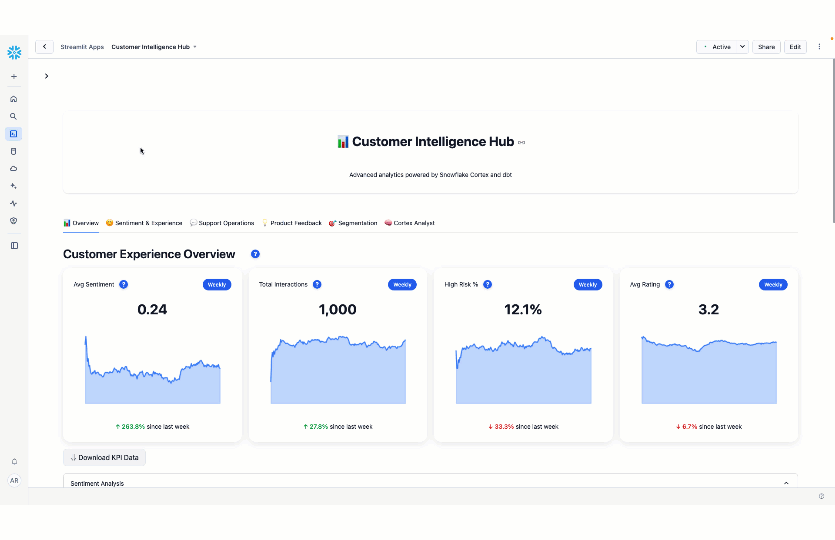 Streamlit Apps Customer Intelligence Hub
Active Share Edit
📊 Customer Intelligence Hub
Advanced analytics powered by Snowflake Cortex and dbt
Overview Sentiment & Experience Support Operations Product Feedback Segmentation Cortex Analyst
Customer Experience Overview ?
Avg Sentiment ? Weekly
0.24
↑ 263.8% since last week
Total Interactions ? Weekly
1,000
↑ 27.8% since last week
High Risk % ? Weekly
12.1%
↓ 33.3% since last week
Avg Rating ? Weekly
3.2
↓ 6.7% since last week
Download KPI Data
Sentiment Analysis
AR